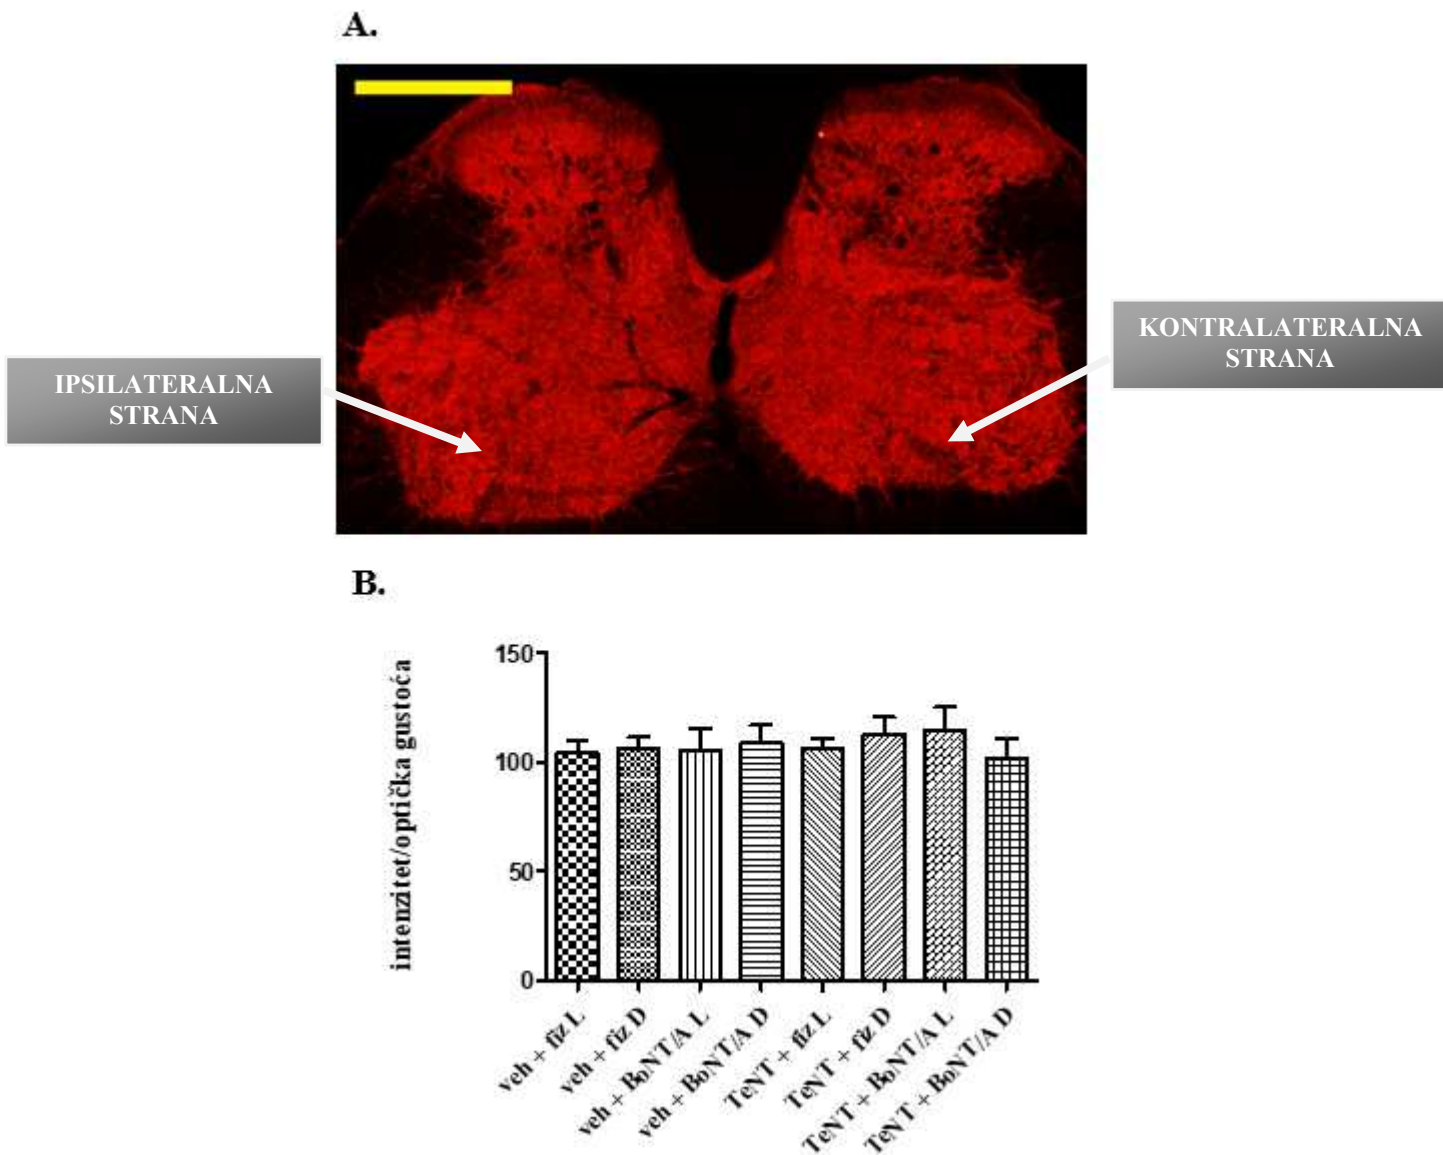 A.
IPSILATERALNA
STRANA
KONTRALATERALNA
STRANA
B.
intenzitet/optička gustoća
150
100
50
0
veh + fiz L
veh + fiz D
veh + BoNT/A L
veh + BoNT/A D
TeNT + fiz L
TeNT + fiz D
TeNT + BoNT/A L
TeNT + BoNT/A D